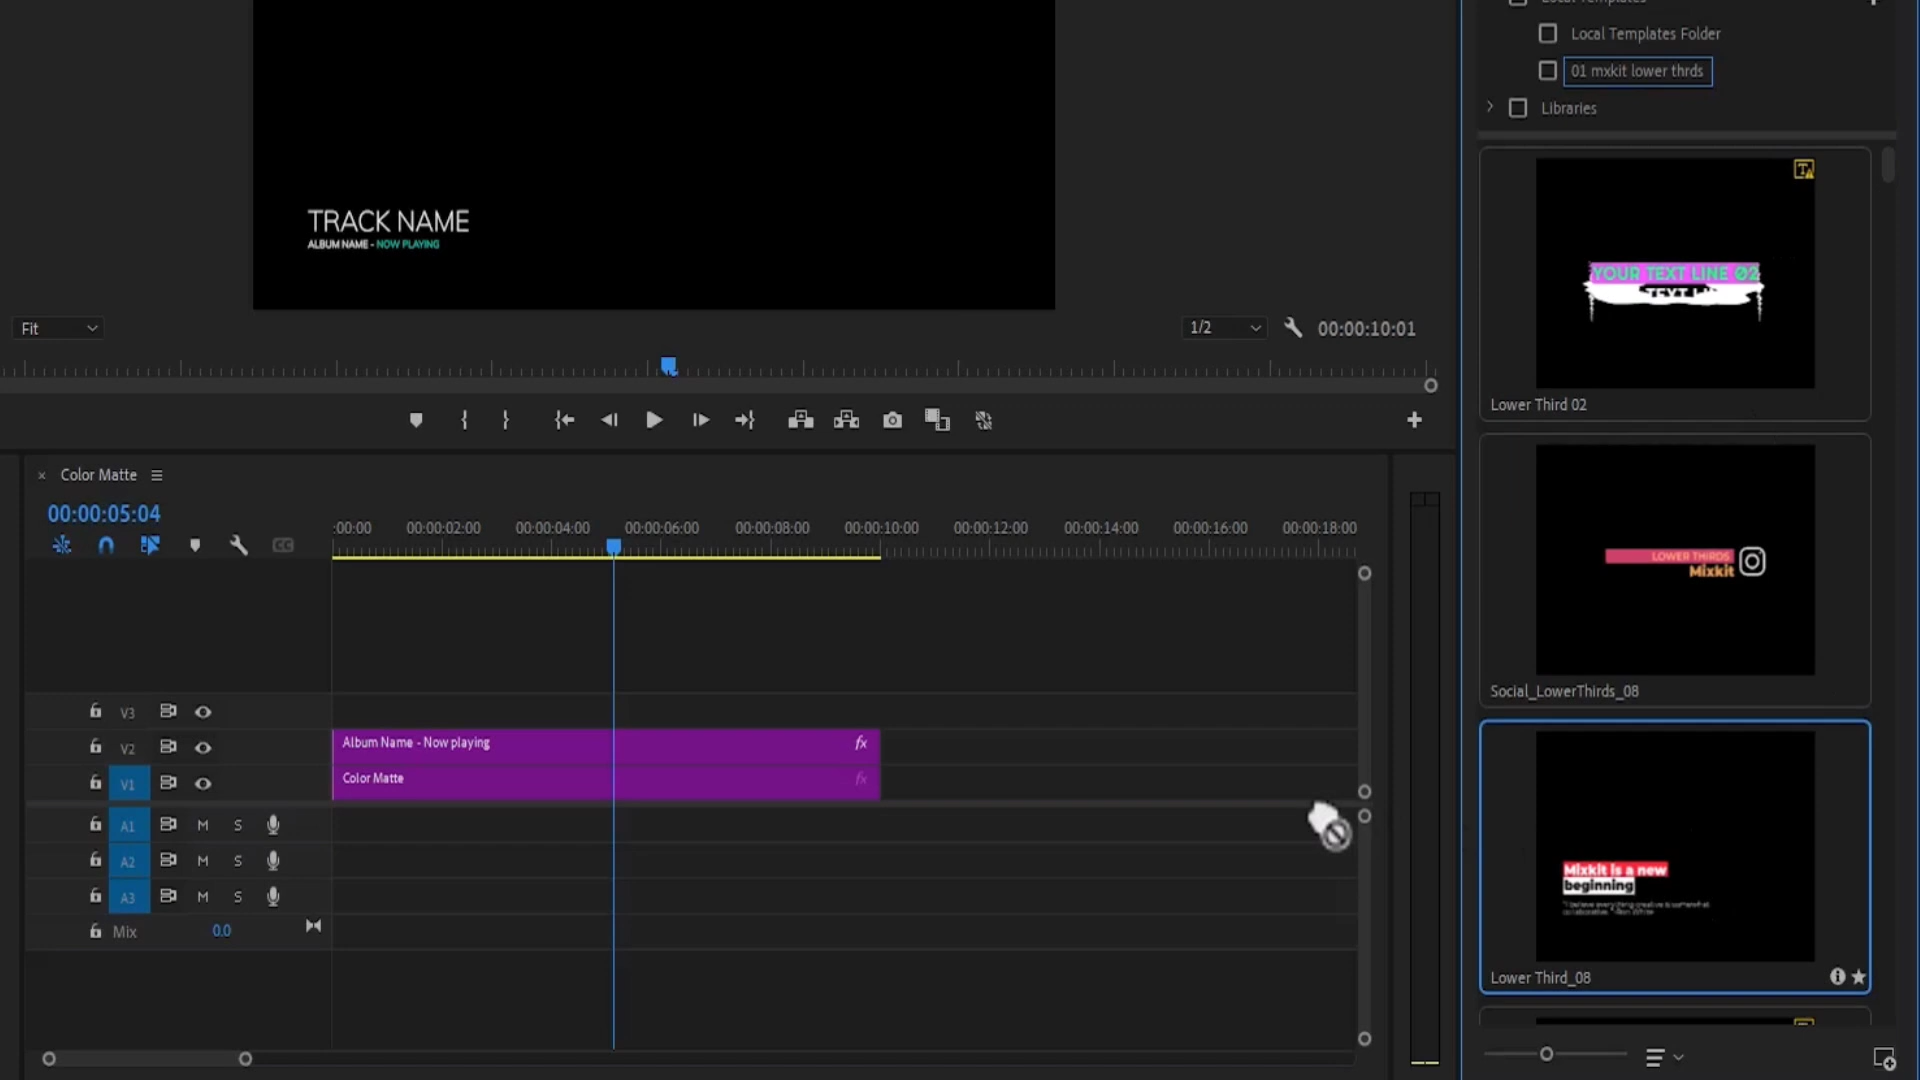 Local Templates
Local Templates Folder
01 mxkit lower thrds
Libraries
TRACK NAME
ALBUM NAME - NOW PLAYING
Fit
1/2
00:00:10:01
YOUR TEXT LINE 02
Lower Third 02
Color Matte
00:00:05:04
:00:00
00:00:02:00
00:00:04:00
00:00:06:00
00:00:08:00
00:00:10:00
00:00:12:00
00:00:14:00
00:00:16:00
00:00:18:00
LOWER THIRDS
Mixkit
Social_LowerThirds_08
V3
V2
Album Name - Now playing
fx
V1
Color Matte
fx
A1
M
S
A2
M
S
A3
M
S
Mix
0.0
Mixkit is a new
beginning
Lower Third_08